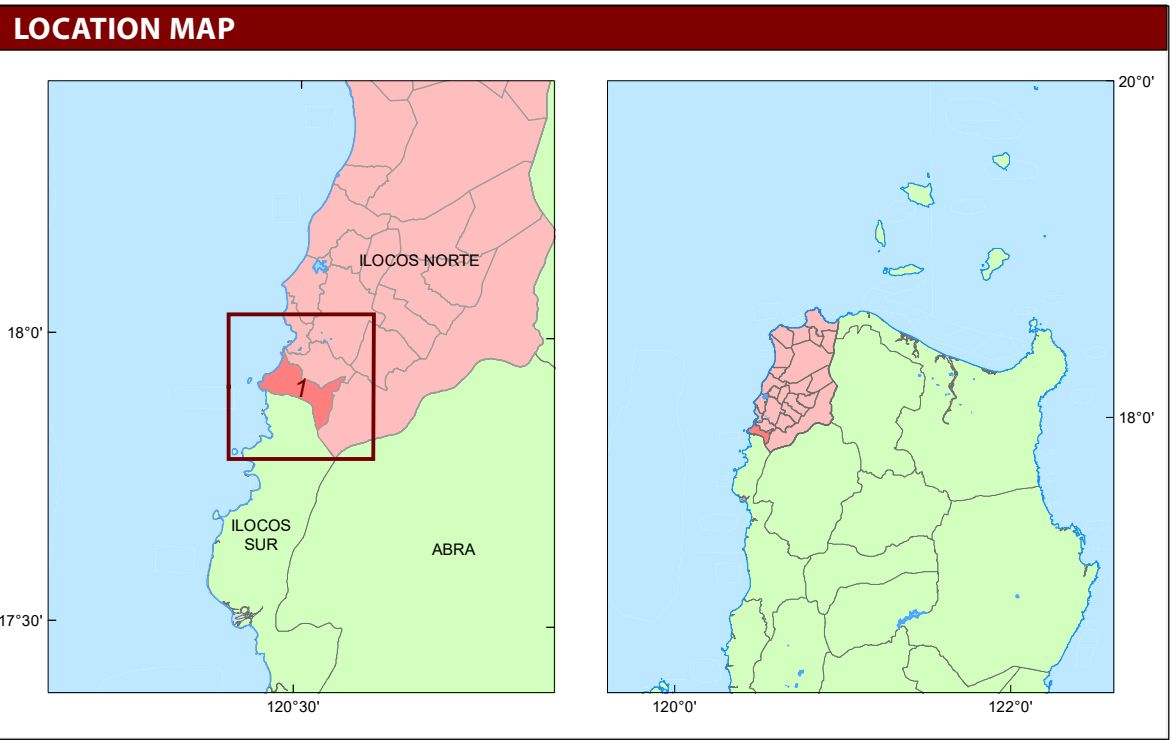 LOCATION MAP
20°0'
ILOCOS NORTE
18°0'
1
18°0'
ILOCOS
SUR
ABRA
17°30'
120°30'
120°0'
122°0'